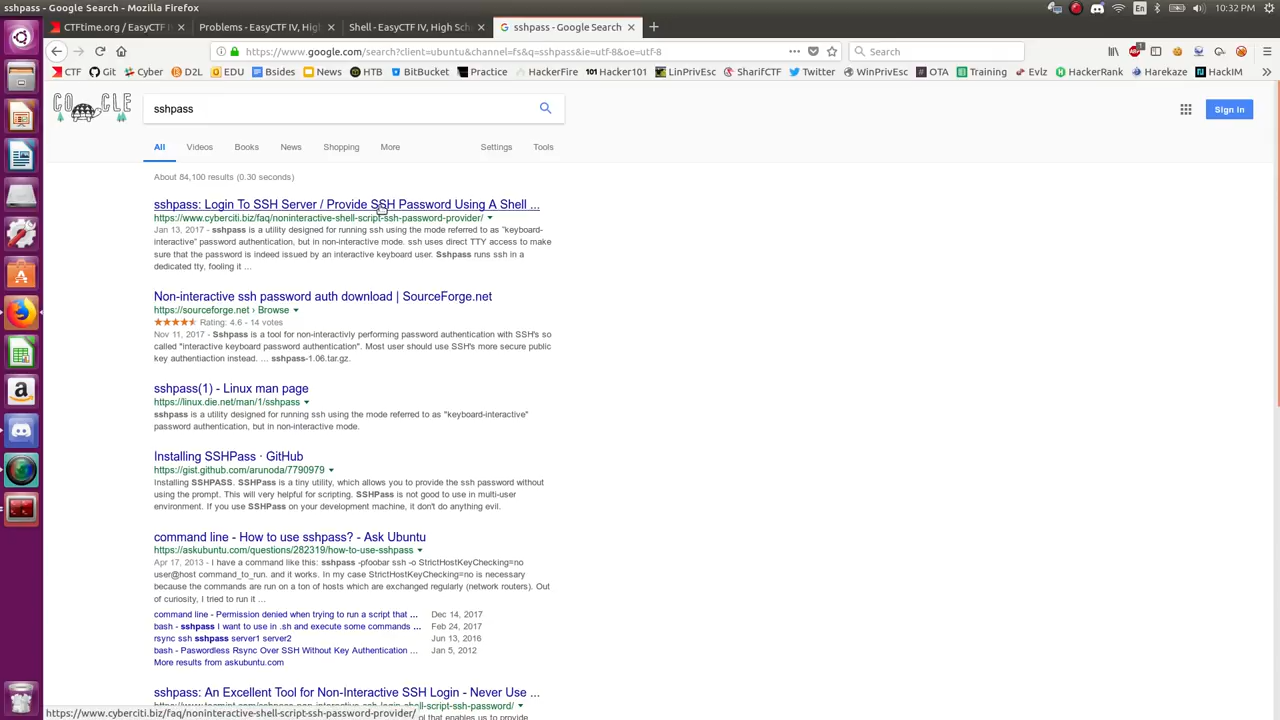 sshpass - Google Search - Mozilla Firefox
En
10:32 PM
CTFtime.org / EasyCTF I
Problems - EasyCTF IV, Hig
Shell - EasyCTF IV, High Sc
sshpass - Google Search
https://www.google.com/search?client=ubuntu&channel=fs&q=sshpass&ie=utf-8&oe=utf-8
Search
CTF
Git
Cyber
D2L
EDU
Bsides
News
HTB
BitBucket
Practice
HackerFire
101 Hacker101
LinPrivEsc
SharifCTF
Twitter
WinPrivEsc
OTA
Training
Evlz
HackerRank
Harekaze
HackIM
sshpass
Sign in
All
Videos
Books
News
Shopping
More
Settings
Tools
About 84,100 results (0.30 seconds)
sshpass: Login To SSH Server / Provide SSH Password Using A Shell ...
https://www.cyberciti.biz/faq/noninteractive-shell-script-ssh-password-provider/
Jan 13, 2017 - sshpass is a utility designed for running ssh using the mode referred to as "keyboard-
interactive" password authentication, but in non-interactive mode. ssh uses direct TTY access to make
sure that the password is indeed issued by an interactive keyboard user. Sshpass runs ssh in a
dedicated tty, fooling it ...
Non-interactive ssh password auth download | SourceForge.net
https://sourceforge.net › Browse
Rating: 4.6 - 14 votes
Nov 11, 2017 - Sshpass is a tool for non-interactivly performing password authentication with SSH's so
called "interactive keyboard password authentication". Most user should use SSH's more secure public
key authentiaction instead. ... sshpass-1.06.tar.gz.
sshpass(1) - Linux man page
https://linux.die.net/man/1/sshpass
sshpass is a utility designed for running ssh using the mode referred to as "keyboard-interactive"
password authentication, but in non-interactive mode.
Installing SSHPass · GitHub
https://gist.github.com/arunoda/7790979
Installing SSHPASS. SSHPass is a tiny utility, which allows you to provide the ssh password without
using the prompt. This will very helpful for scripting. SSHPass is not good to use in multi-user
environment. If you use SSHPass on your development machine, it don't do anything evil.
command line - How to use sshpass? - Ask Ubuntu
https://askubuntu.com/questions/282319/how-to-use-sshpass
Apr 17, 2013 - I have a command like this: sshpass -pfoobar ssh -o StrictHostKeyChecking=no
user@host command_to_run. and it works. In my case StrictHostKeyChecking=no is necessary
because the commands are run on a ton of hosts which are exchanged regularly (network routers). Out
of curiosity, I tried to run it ...
command line - Permission denied when trying to run a script that ... Dec 14, 2017
bash - sshpass I want to use in .sh and execute some commands ... Feb 24, 2017
rsync ssh sshpass server1 server2 Jun 13, 2016
bash - Paswordless Rsync Over SSH Without Key Authentication ... Jan 5, 2012
More results from askubuntu.com
sshpass: An Excellent Tool for Non-Interactive SSH Login - Never Use ...
https://www.cyberciti.biz/faq/noninteractive-shell-script-ssh-password-provider/